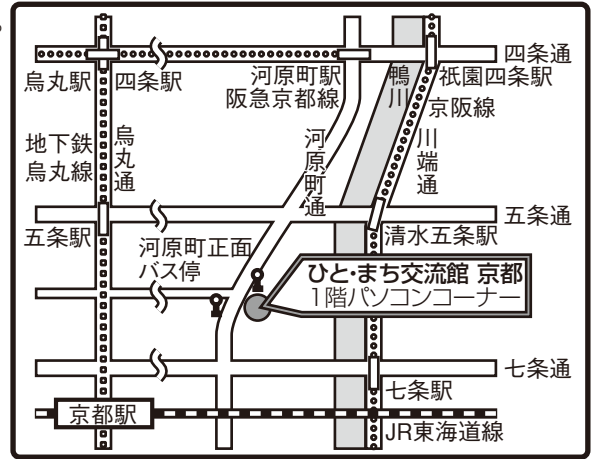 四条通
烏丸駅
四条駅
河原町駅
阪急京都線
鴨川
祇園四条駅
京阪線
地下鉄
烏丸線
烏丸通
河原町通
川端通
五条通
五条駅
清水五条駅
河原町正面
バス停
ひと・まち交流館 京都
1階パソコンコーナー
七条通
七条駅
京都駅
JR東海道線